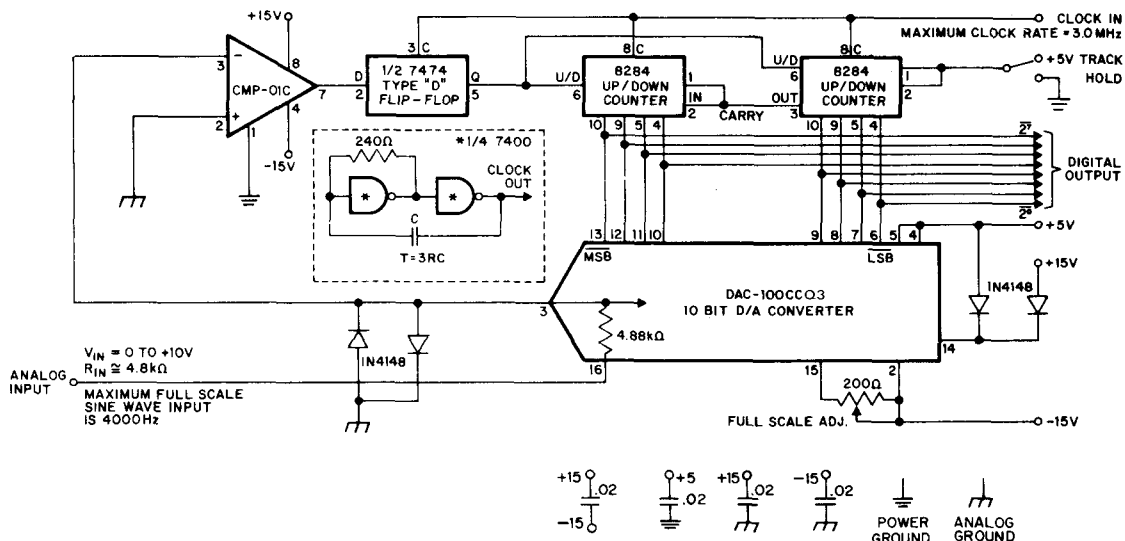 +15V
-15V
3 C
8 C
8 C
CLOCK IN
MAXIMUM CLOCK RATE = 3.0 MHz
3
-
8
CMP-01C
7
4
+
2
1
-15V
D
2
1/2 7474
TYPE "D"
FLIP-FLOP
Q
5
U/D
6
8284
UP/DOWN
COUNTER
1
IN
2
10 9 5 4
CARRY
U/D
6
OUT
3
8284
UP/DOWN
COUNTER
1
2
10 9 5 4
+5V TRACK
HOLD
*1/4 7400
240Ω
CLOCK
OUT
*
*
C
T=3RC
2⁷
DIGITAL
OUTPUT
2⁰
13 12 11 10
9 8 7 6 5 4
MSB
LSB
+5V
+15V
1N4148
DAC-100CCQ3
10 BIT D/A CONVERTER
3
4.88kΩ
14
16
15
2
1N4148
V_IN = 0 TO +10V
R_IN ≅ 4.8kΩ
ANALOG
INPUT
MAXIMUM FULL SCALE
SINE WAVE INPUT
IS 4000Hz
200Ω
FULL SCALE ADJ.
-15V
+15
.02
-15
+5
.02
+15
.02
-15
.02
POWER
GROUND
ANALOG
GROUND